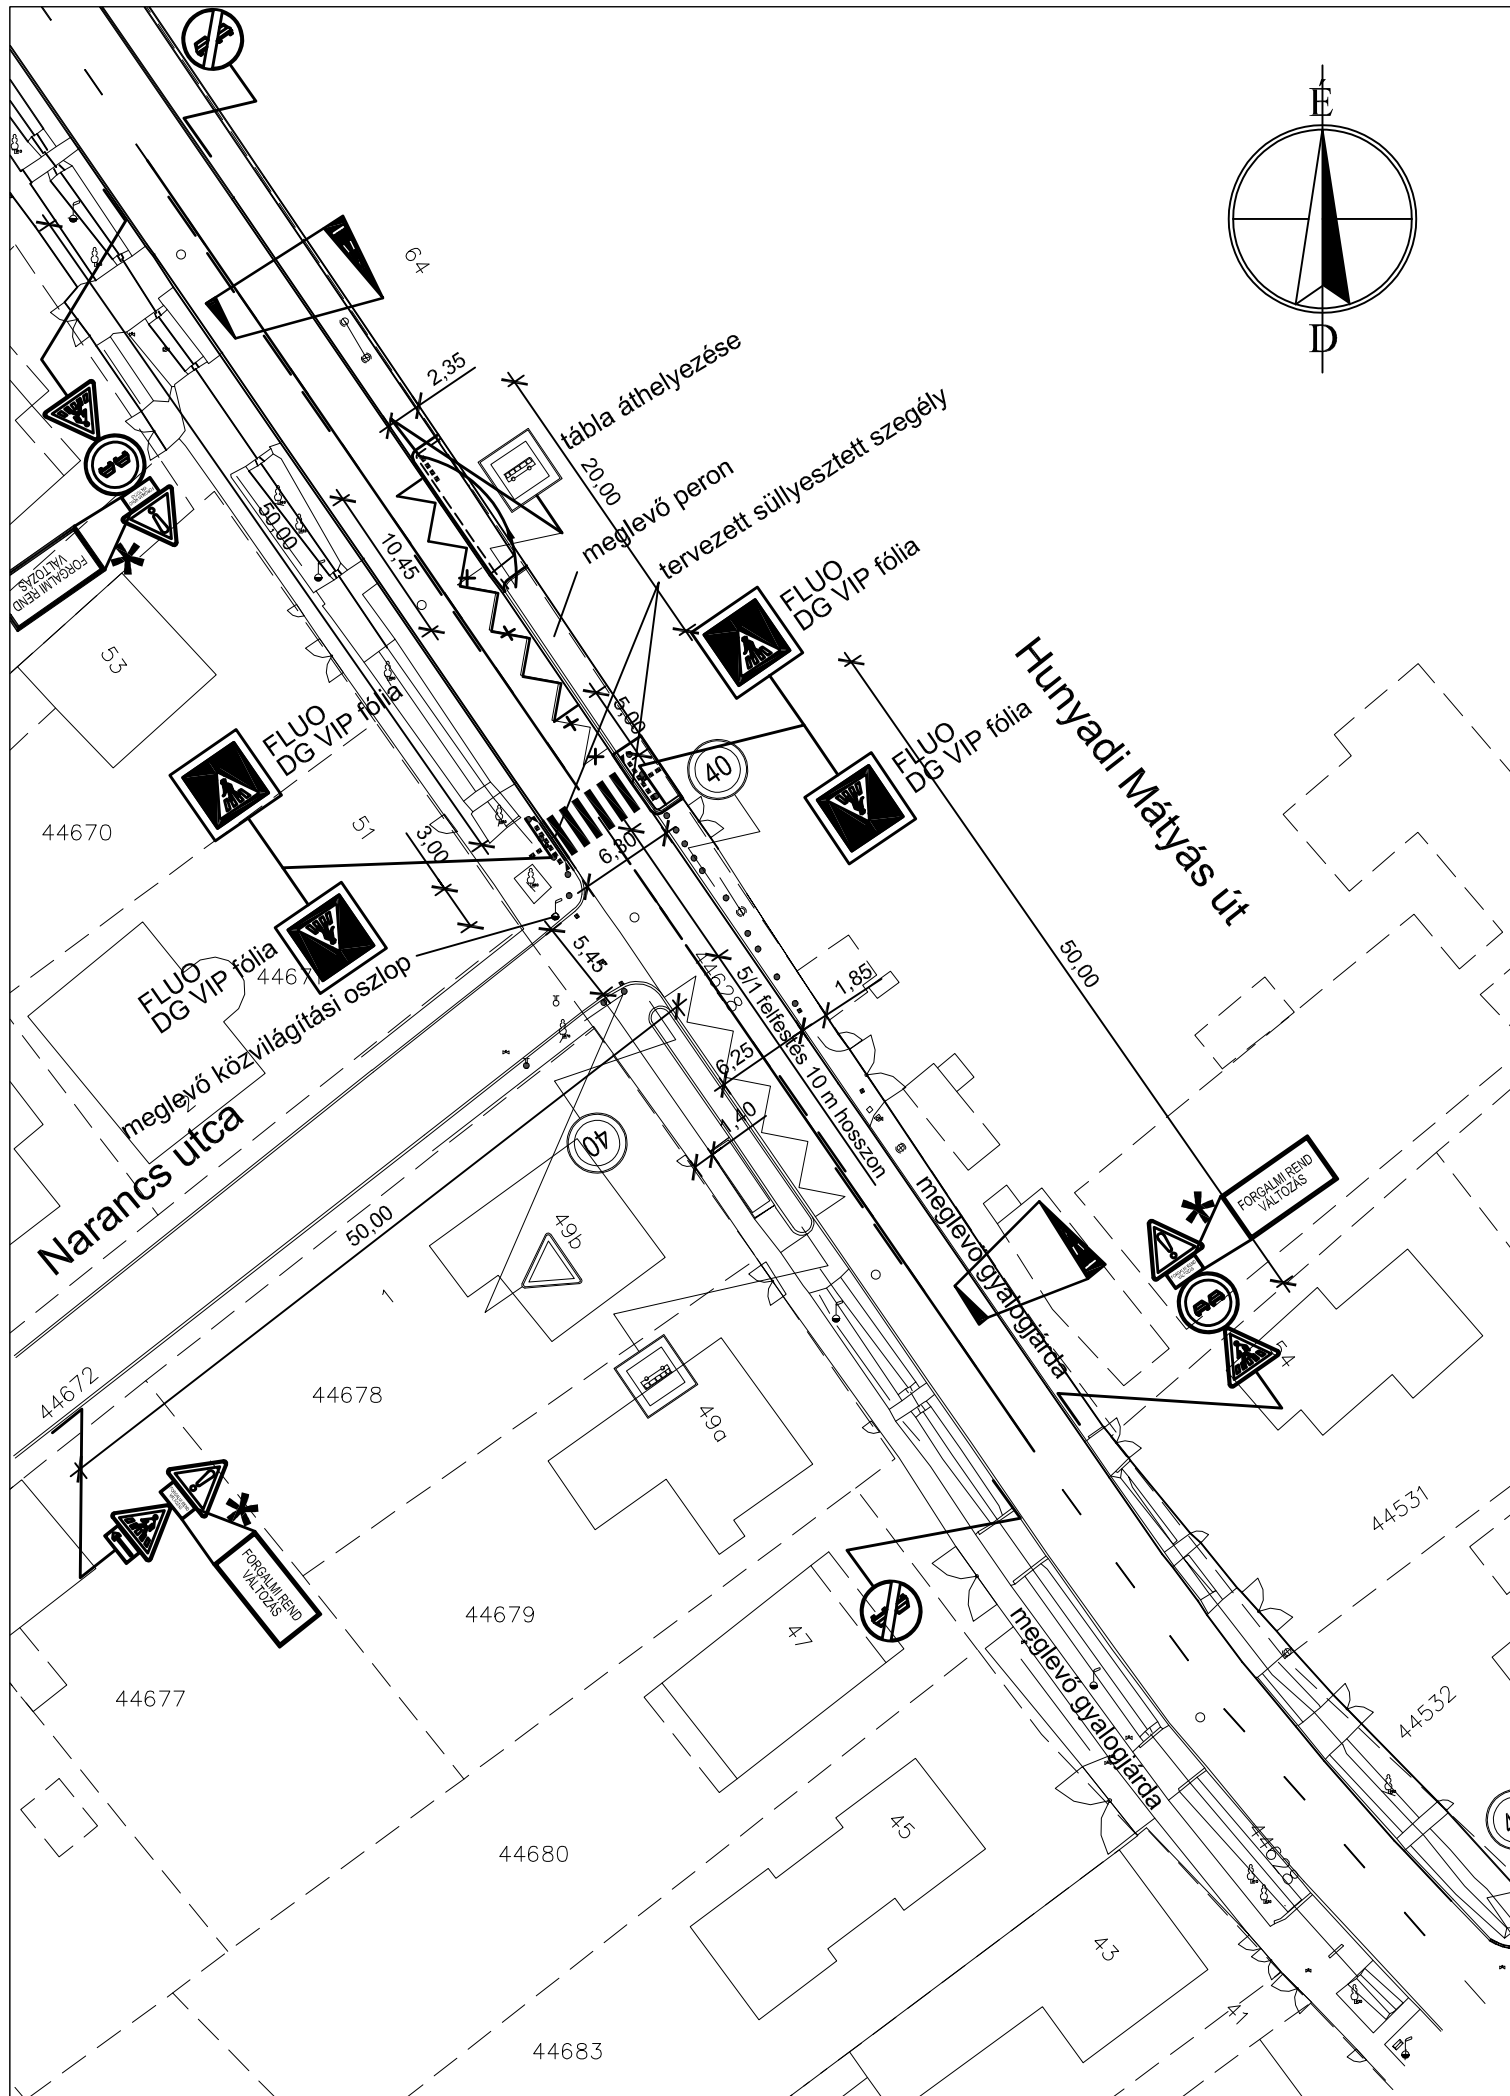 É
D
64
2,35
tábla áthelyezése
20,00
meglevő peron
tervezett süllyesztett szegély
50,00
10,45
FORGALMI REND
VÁLTOZÁS
53
FLUO
DG VIP fólia
Hunyadi Mátyás út
5,00
FLUO
DG VIP fólia
40
FLUO
DG VIP fólia
44670
51
3,00
6,30
FLUO
DG VIP fólia
meglevő közvilágítási oszlop
5,45
44628
5/1 felfestés 10 m hosszon
1,85
50,00
2
Narancs utca
6,25
1,40
40
50,00
49b
meglevő gyalogjárda
FORGALMI REND
VÁLTOZÁS
54
1
44672
44678
49a
FORGALMI REND
VÁLTOZÁS
44531
44679
47
meglevő gyalogjárda
44677
44532
45
44680
44628
43
41
44683